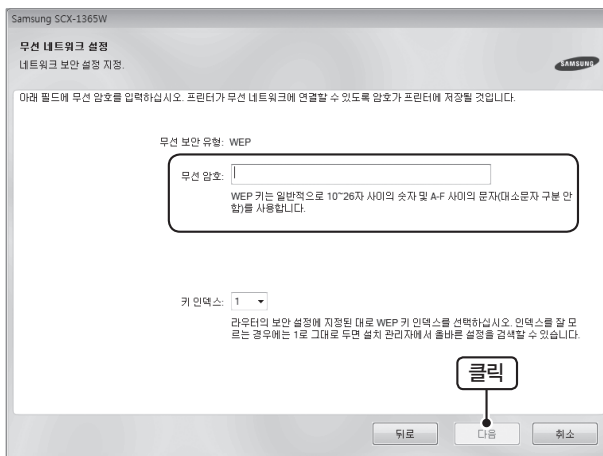 Samsung SCX-1365W
무선 네트워크 설정
네트워크 보안 설정 지정.
SAMSUNG
아래 필드에 무선 암호를 입력하십시오. 프린터가 무선 네트워크에 연결할 수 있도록 암호가 프린터에 저장될 것입니다.
무선 보안 유형: WEP
무선 암호:
WEP 키는 일반적으로 10~26자 사이의 숫자 및 A-F 사이의 문자(대소문자 구분 안
함)를 사용합니다.
키 인덱스: 1
라우터의 보안 설정에 지정된 대로 WEP 키 인덱스를 선택하십시오. 인덱스를 잘 모
르는 경우에는 1로 그대로 두면 설치 관리자에서 올바른 설정을 검색할 수 있습니다.
클릭
뒤로
다음
취소